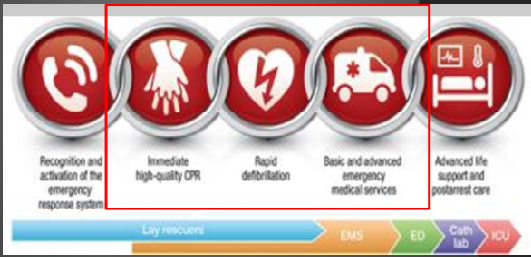 Recognition and
activation of the
emergency
response system
Immediate
high-quality CPR
Rapid
defibrillation
Basic and advanced
emergency
medical services
Advanced life
support and
postarrest care
Lay rescuers
EMS
ED
Cath
lab
ICU